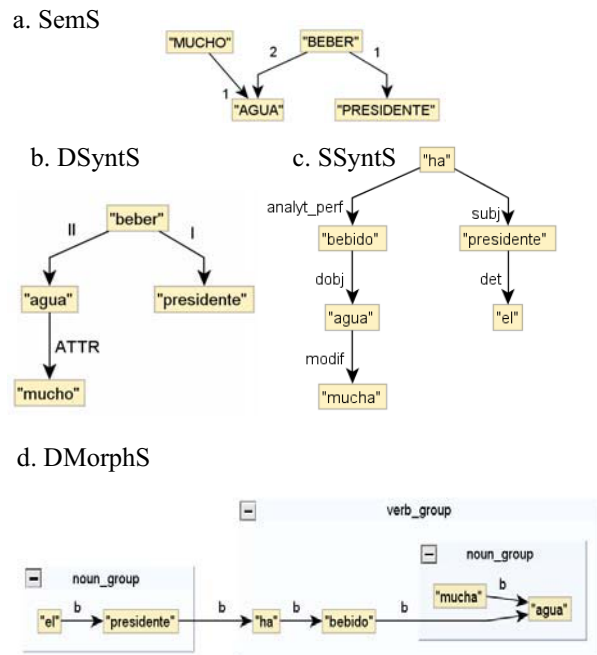 a. SemS
"MUCHO" "BEBER"
2 1
1
"AGUA" "PRESIDENTE"
b. DSyntS
"beber"
II I
"agua" "presidente"
ATTR
"mucho"
c. SSyntS
"ha"
analyt_perf subj
"bebido" "presidente"
dobj det
"agua" "el"
modif
"mucha"
d. DMorphS
verb_group
noun_group noun_group
"el" b "presidente" b "ha" b "bebido" b "mucha" b "agua"